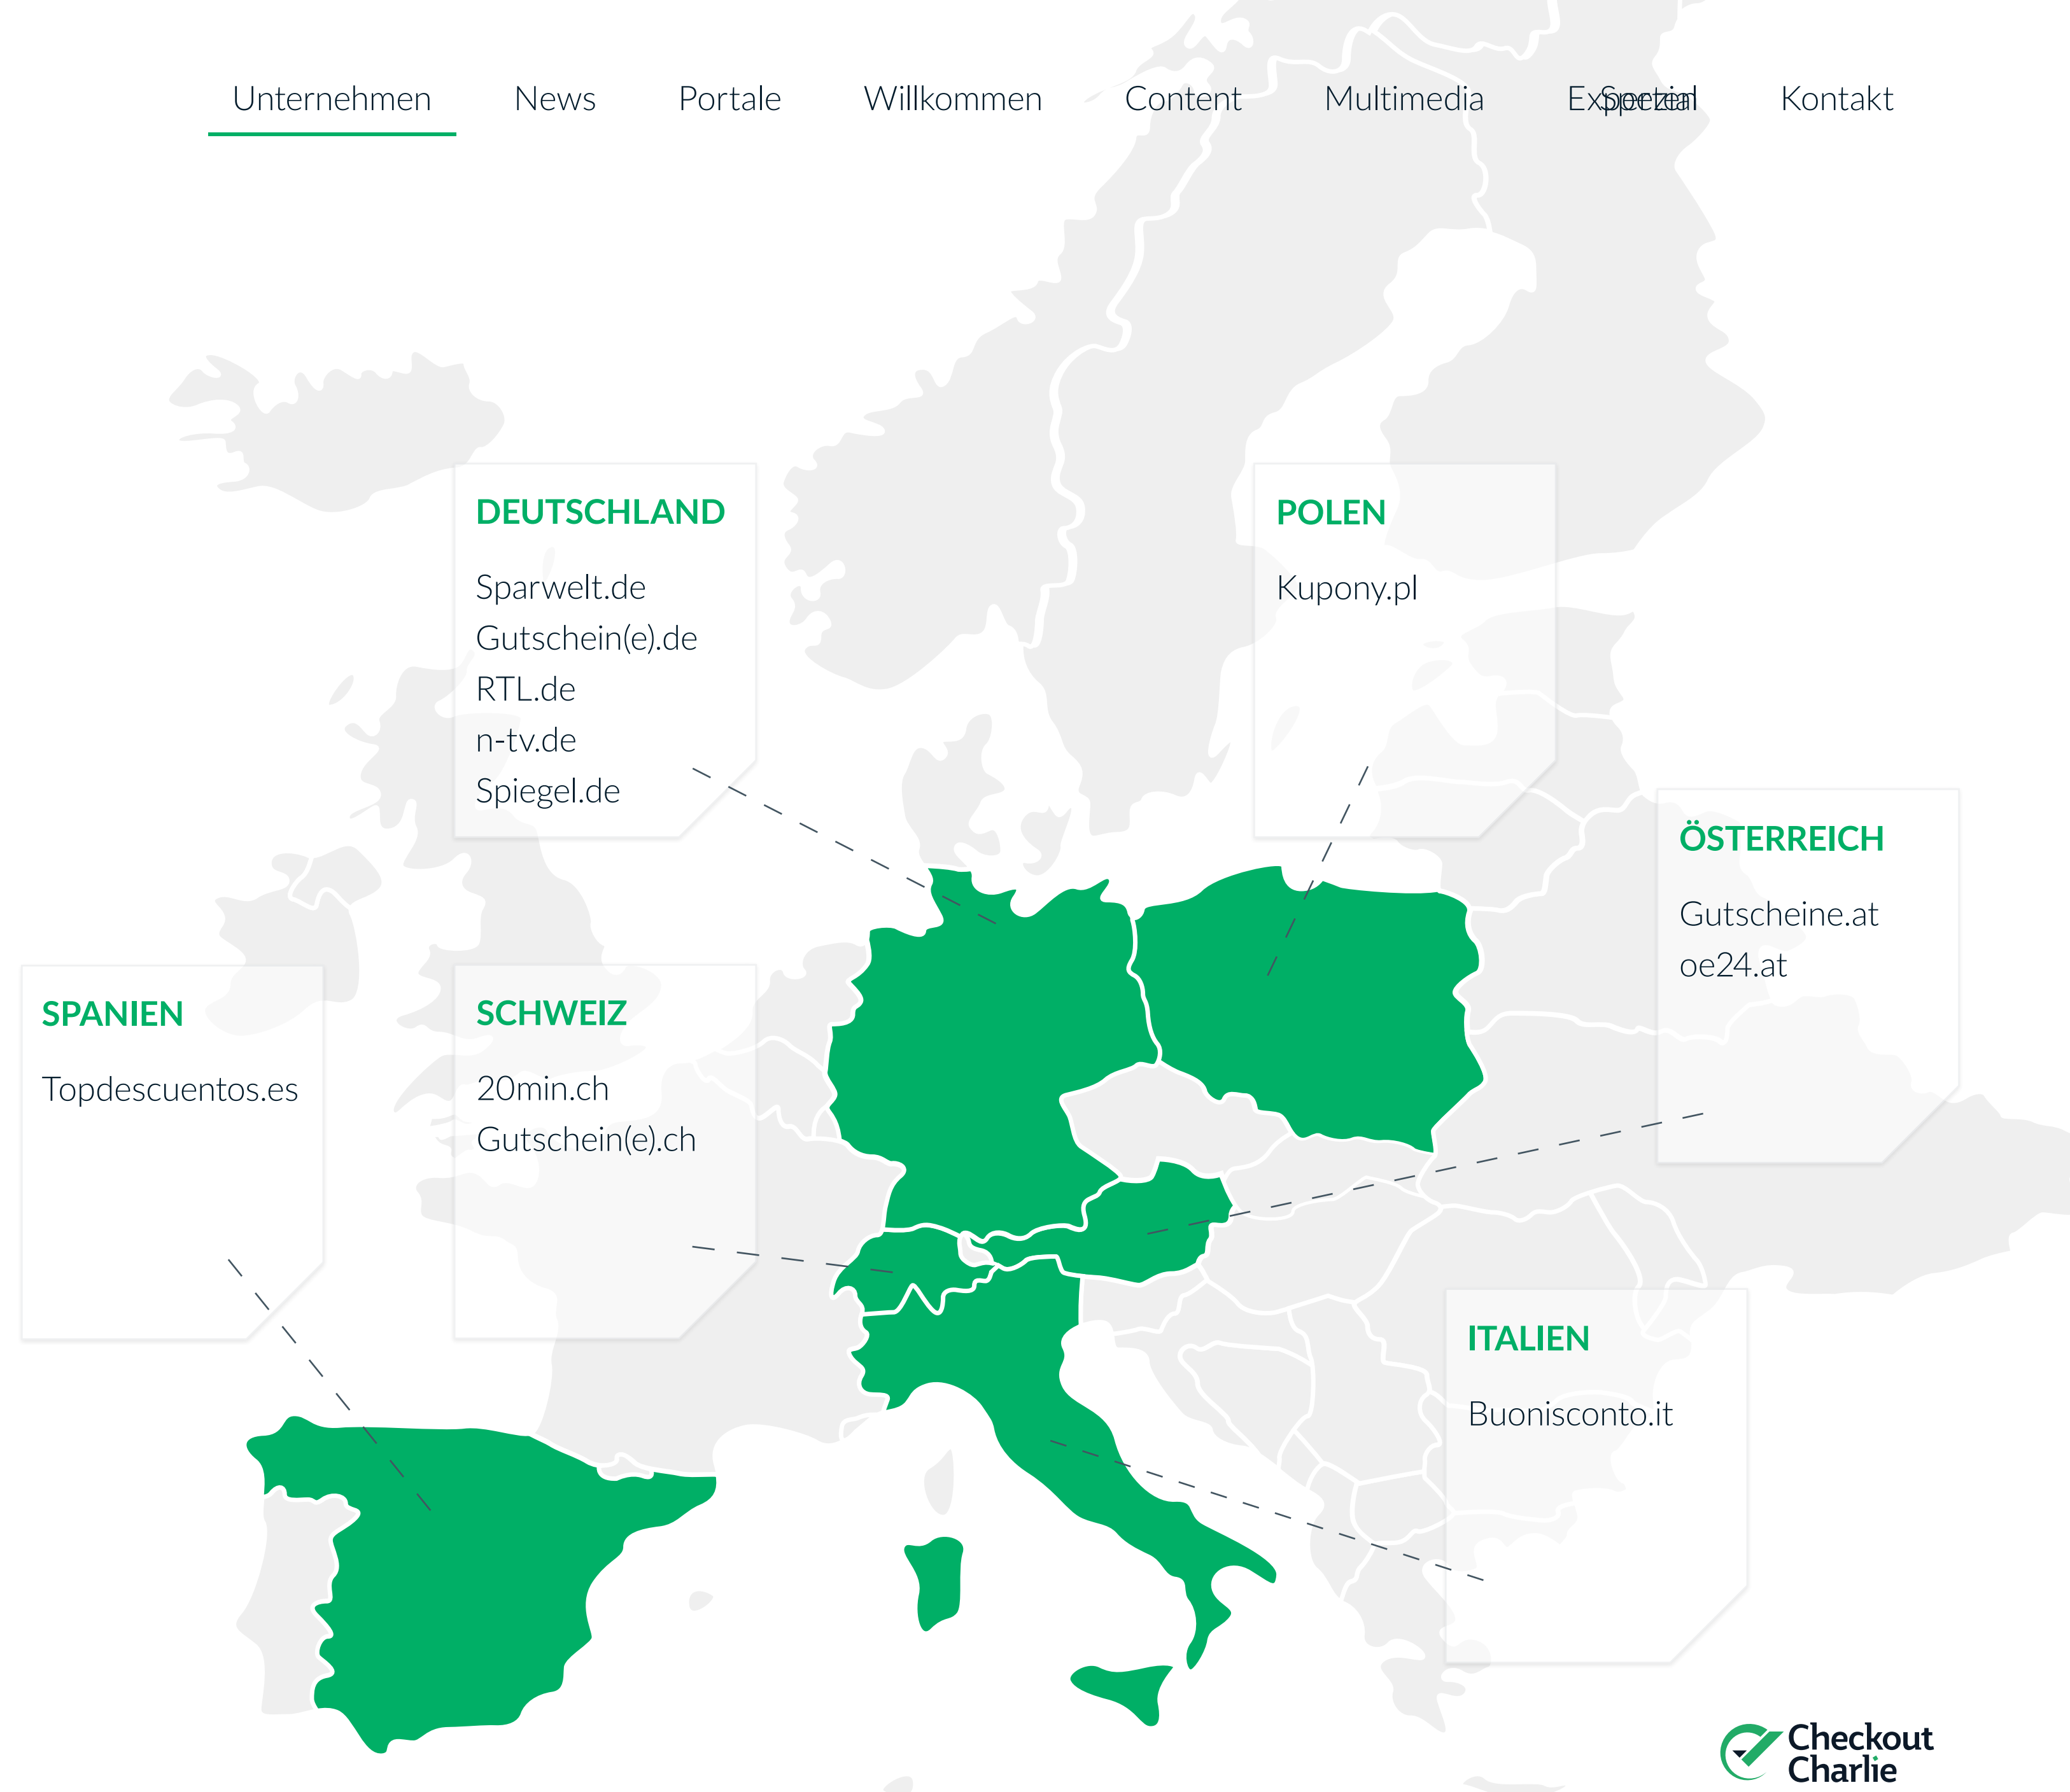 Unternehmen News Portale Willkommen Content Multimedia Experten Spezial Kontakt
DEUTSCHLAND
Sparwelt.de
Gutschein(e).de
RTL.de
n-tv.de
Spiegel.de
POLEN
Kupony.pl
ÖSTERREICH
Gutscheine.at
oe24.at
SPANIEN
Topdescuentos.es
SCHWEIZ
20min.ch
Gutschein(e).ch
ITALIEN
Buonisconto.it
Checkout
Charlie